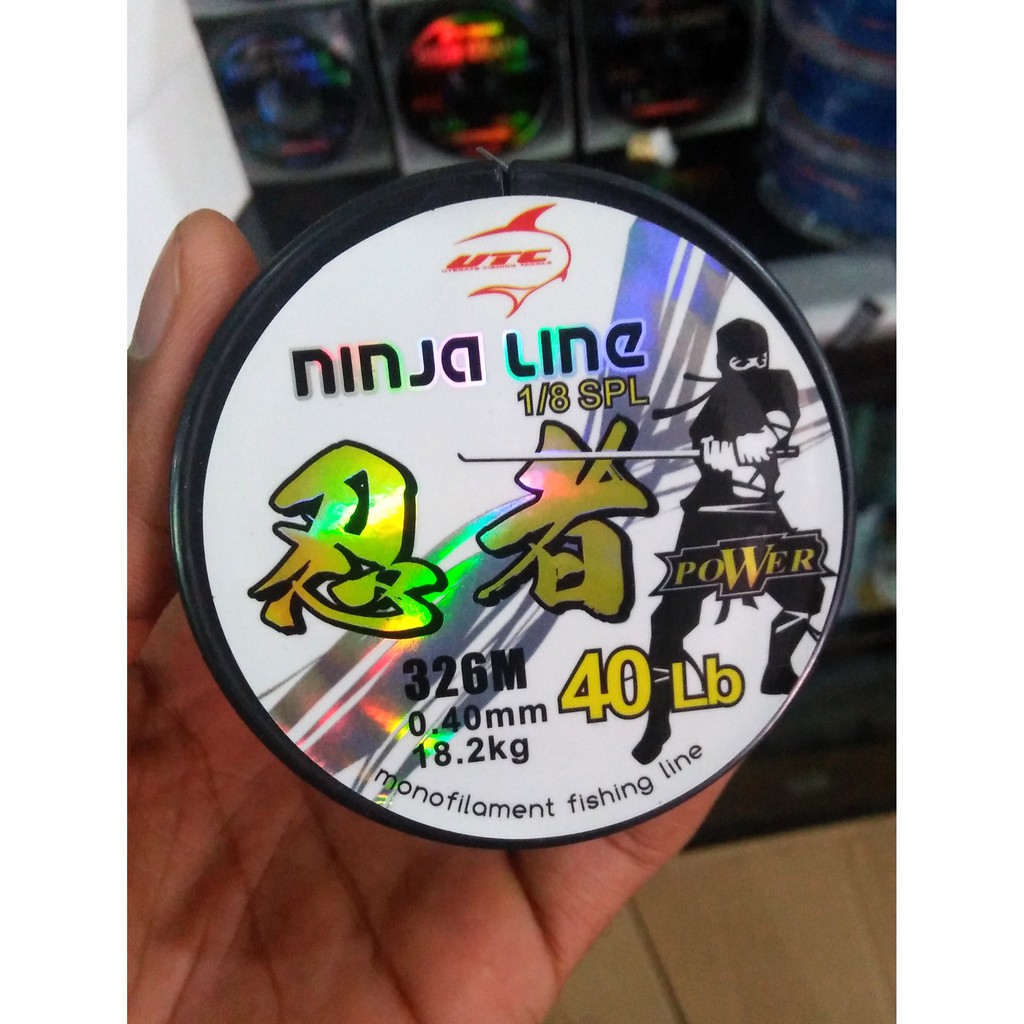 UTC
NINJA LINE
1/8 SPL
忍者
POWER
326M
40 Lb
0.40mm
18.2kg
monofilament fishing line